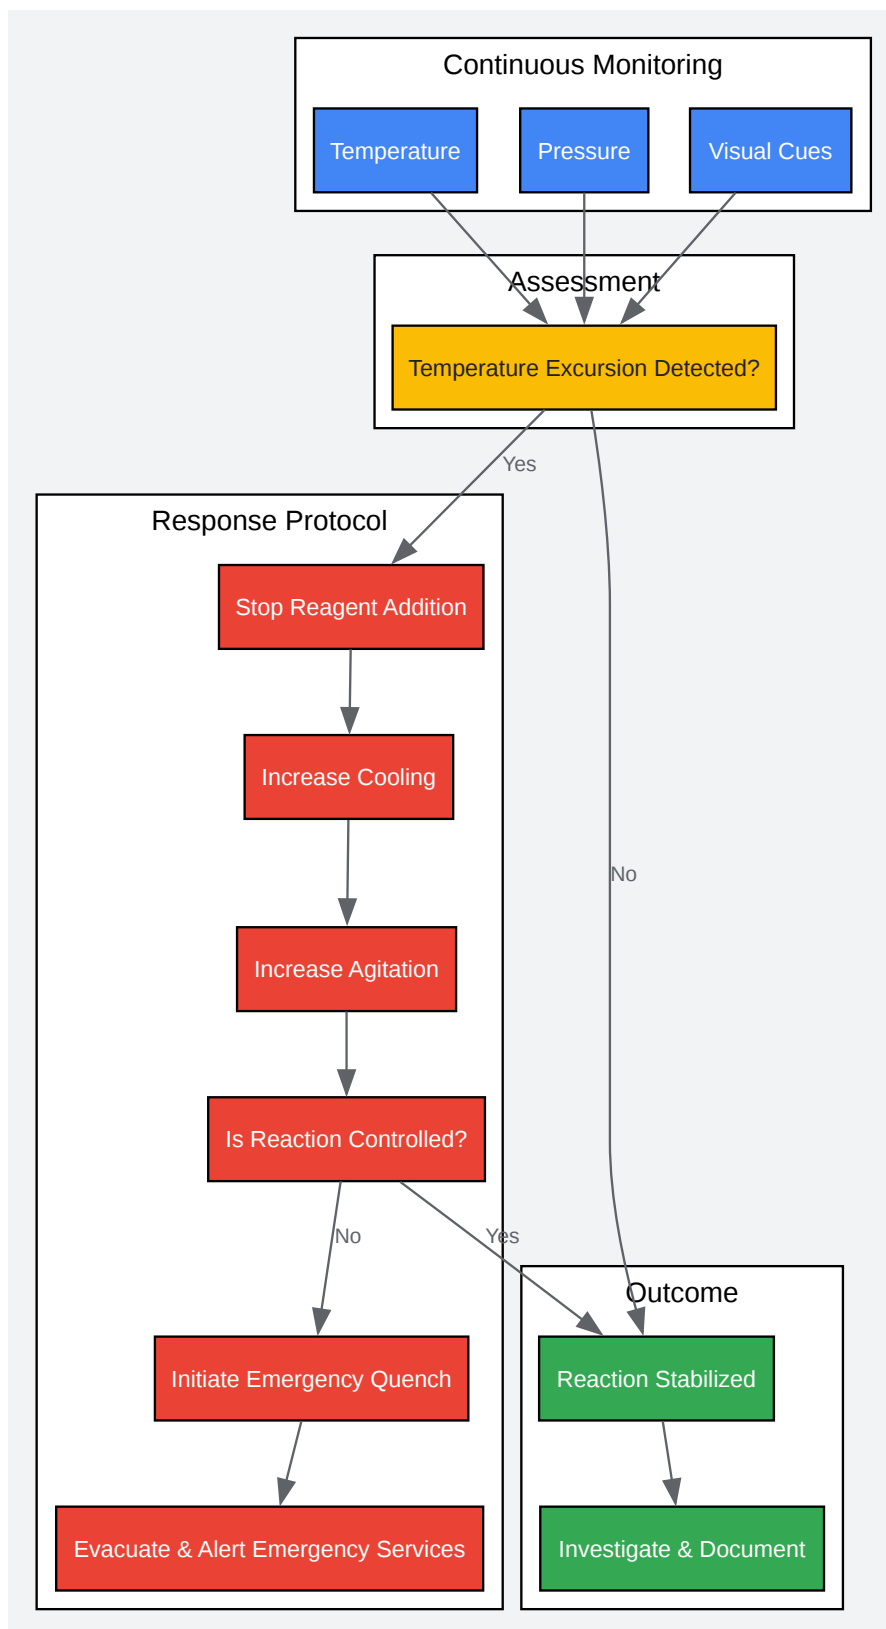 Continuous Monitoring
Temperature
Pressure
Visual Cues
Assessment
Temperature Excursion Detected?
Yes
Response Protocol
Stop Reagent Addition
Increase Cooling
No
Increase Agitation
Is Reaction Controlled?
No
Yes
Outcome
Initiate Emergency Quench
Reaction Stabilized
Evacuate & Alert Emergency Services
Investigate & Document